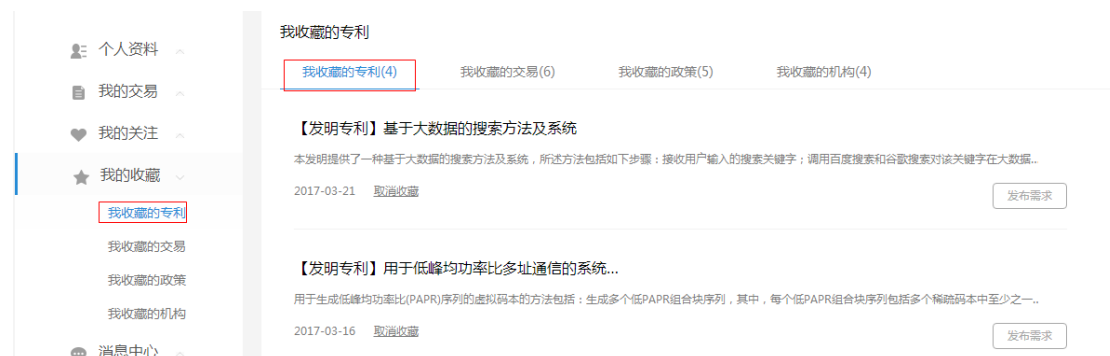 我收藏的专利
个人资料
我收藏的专利(4) 我收藏的交易(6) 我收藏的政策(5) 我收藏的机构(4)
我的交易
我的关注
【发明专利】基于大数据的搜索方法及系统
本发明提供了一种基于大数据的搜索方法及系统，所述方法包括如下步骤：接收用户输入的搜索关键字；调用百度搜索和谷歌搜索对该关键字在大数据..
我的收藏
2017-03-21 取消收藏 发布需求
我收藏的专利
我收藏的交易
【发明专利】用于低峰均功率比多址通信的系统...
我收藏的政策
用于生成低峰均功率比(PAPR)序列的虚拟码本的方法包括：生成多个低PAPR组合块序列，其中，每个低PAPR组合块序列包括多个稀疏码本中至少之一..
我收藏的机构
2017-03-16 取消收藏 发布需求
消息中心